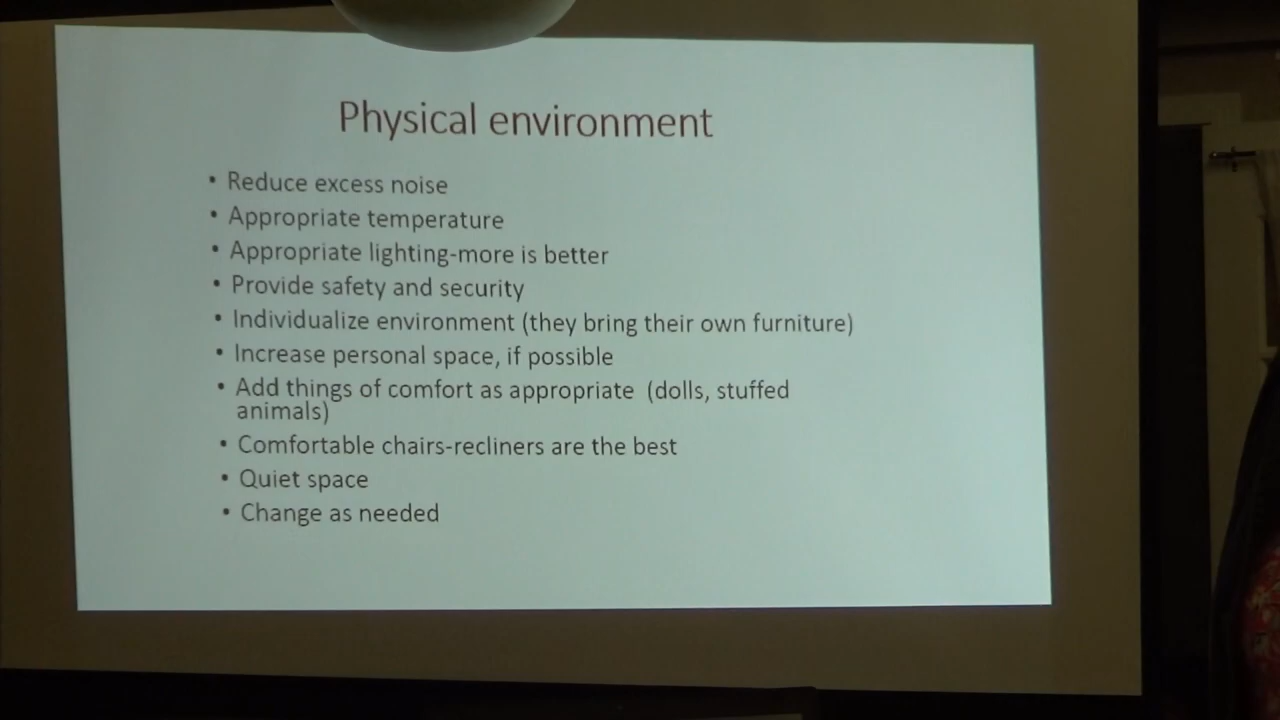 Physical environment
• Reduce excess noise
• Appropriate temperature
• Appropriate lighting-more is better
• Provide safety and security
• Individualize environment (they bring their own furniture)
• Increase personal space, if possible
• Add things of comfort as appropriate (dolls, stuffed
animals)
• Comfortable chairs-recliners are the best
• Quiet space
• Change as needed